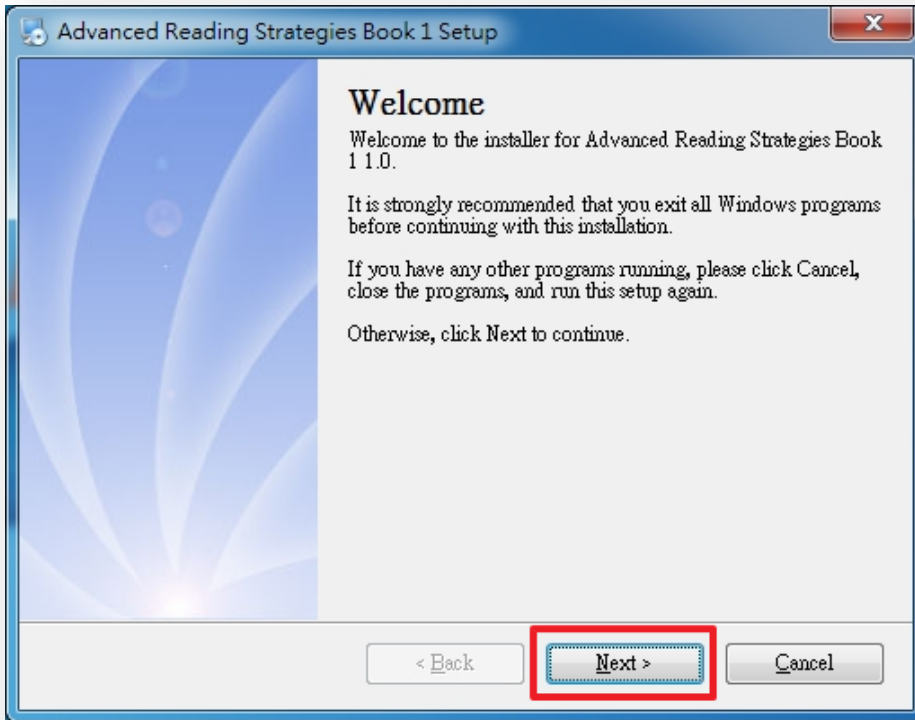 Advanced Reading Strategies Book 1 Setup
Welcome
Welcome to the installer for Advanced Reading Strategies Book
1 1.0.
It is strongly recommended that you exit all Windows programs
before continuing with this installation.
If you have any other programs running, please click Cancel,
close the programs, and run this setup again.
Otherwise, click Next to continue.
< Back Next > Cancel